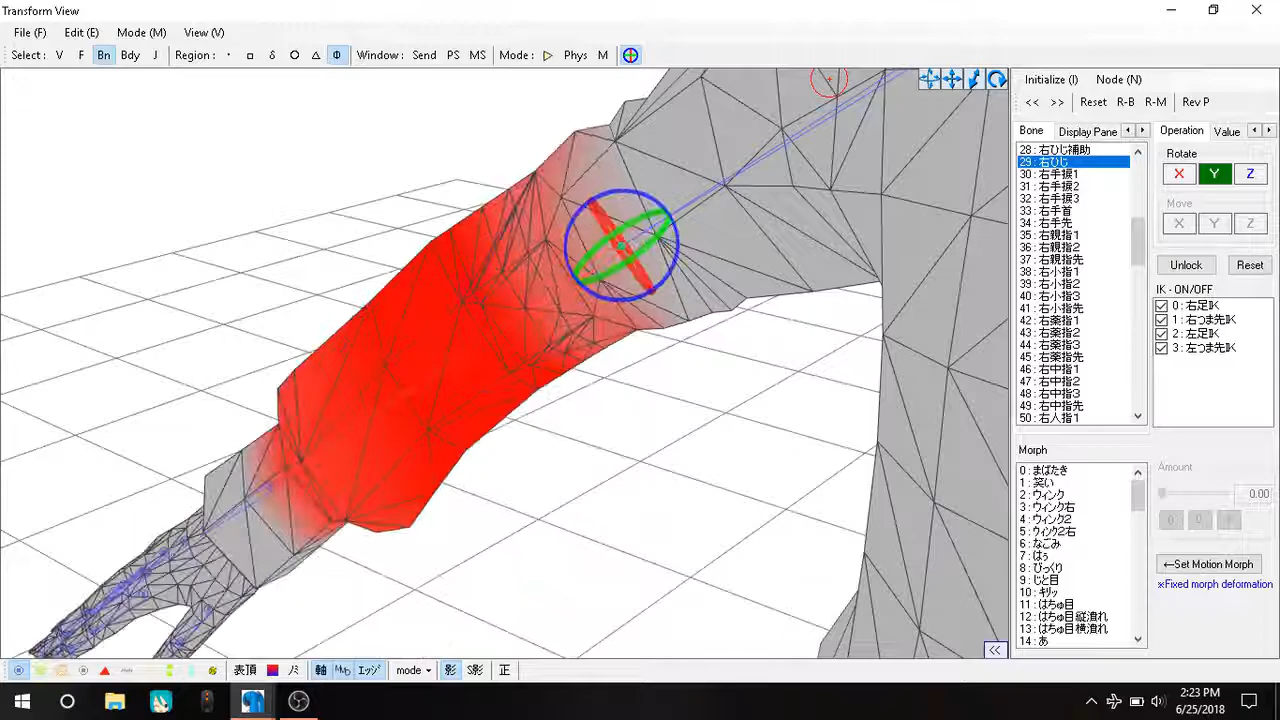 Transform View
File (F) Edit (E) Mode (M) View (V)
Select : V F Bn Bdy J Region : Window : Send PS MS Mode : Phys M
Initialize (I) Node (N)
<< >> Reset R-B R-M Rev P
Bone Display Pane
Operation Value
28 : 右ひじ補助
29 : 右ひじ
30 : 右手捩1
31 : 右手捩2
32 : 右手捩3
33 : 右手首
34 : 右手先
35 : 右親指1
36 : 右親指2
37 : 右親指先
38 : 右小指1
39 : 右小指2
40 : 右小指3
41 : 右小指先
42 : 右薬指1
43 : 右薬指2
44 : 右薬指3
45 : 右薬指先
46 : 右中指1
47 : 右中指2
48 : 右中指3
49 : 右中指先
50 : 右人指1
Rotate
X Y Z
Move
X Y Z
Unlock Reset
IK - ON/OFF
0 : 右足IK
1 : 右つま先IK
2 : 左足IK
3 : 左つま先IK
Morph
0 : まばたき
1 : 笑い
2 : ウィンク
3 : ウィンク右
4 : ウィンク2
5 : ウィンク2右
6 : なごみ
7 : はぅ
8 : びっくり
9 : じと目
10 : キリッ
11 : はちゅ目
12 : はちゅ目縦潰れ
13 : はちゅ目横潰れ
14 : あ
Amount
0.00
←Set Motion Morph
※Fixed morph deformation
<<
表頂 軸 エッジ mode 影 S影 正
2:23 PM
6/25/2018